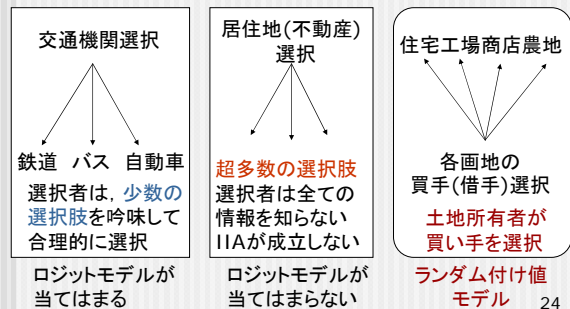 交通機関選択
鉄道 バス 自動車
選択者は, 少数の
選択肢を吟味して
合理的に選択
ロジットモデルが
当てはまる
居住地(不動産)
選択
超多数の選択肢
選択者は全ての
情報を知らない
IIAが成立しない
ロジットモデルが
当てはまらない
住宅工場商店農地
各画地の
買手(借手)選択
土地所有者が
買い手を選択
ランダム付け値
モデル
24